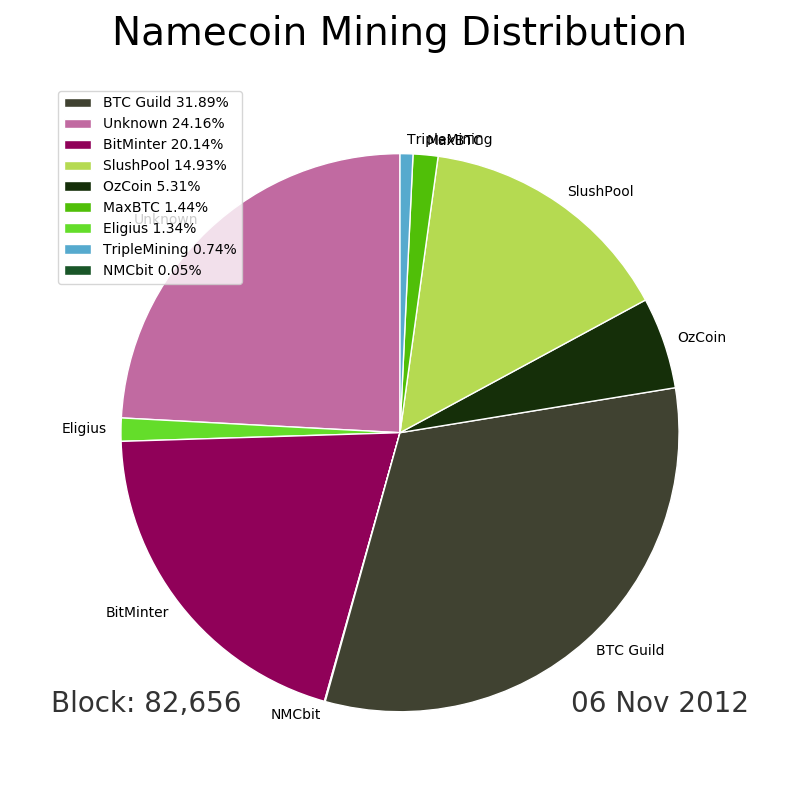 Namecoin Mining Distribution
BTC Guild 31.89%
Unknown 24.16%
BitMinter 20.14%
SlushPool 14.93%
OzCoin 5.31%
MaxBTC 1.44%
Eligius 1.34%
TripleMining 0.74%
NMCbit 0.05%
TripleMining
MaxBTC
SlushPool
Unknown
OzCoin
Eligius
BitMinter
BTC Guild
NMCbit
Block: 82,656
06 Nov 2012